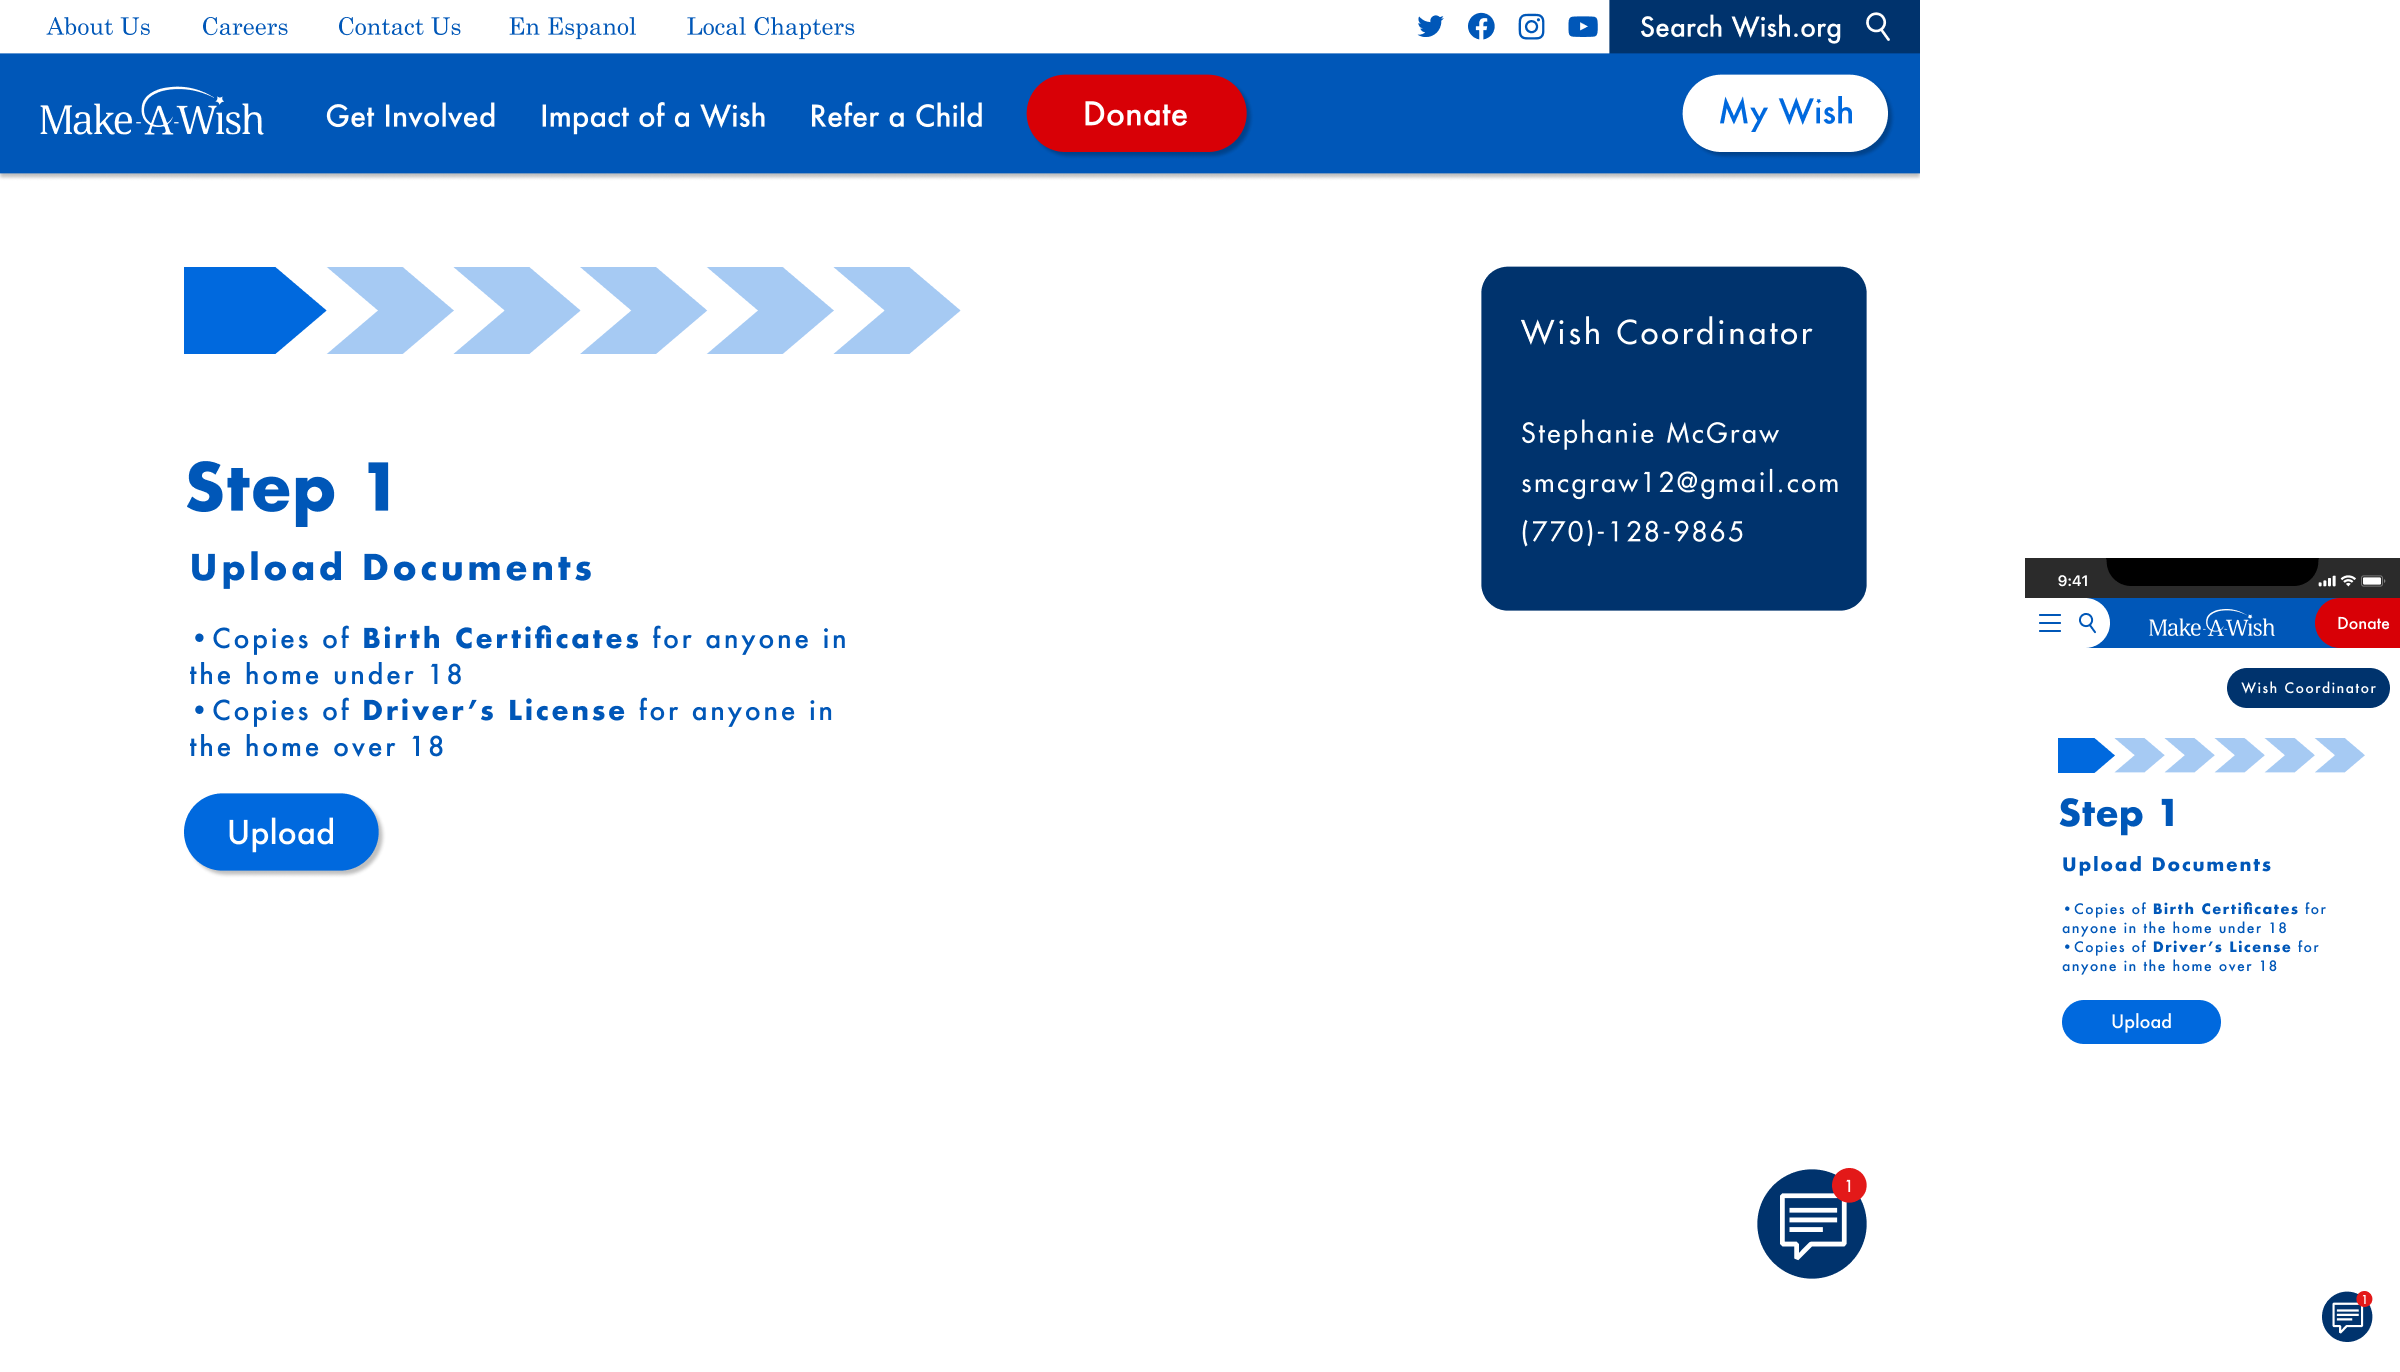 About Us Careers Contact Us En Espanol Local Chapters
Search Wish.org
Make-A-Wish Get Involved Impact of a Wish Refer a Child Donate My Wish
Wish Coordinator
Stephanie McGraw
smcgraw12@gmail.com
(770)-128-9865
Step 1
Upload Documents
•Copies of Birth Certificates for anyone in
the home under 18
•Copies of Driver’s License for anyone in
the home over 18
Upload
1
9:41
Make-A-Wish Donate
Wish Coordinator
Step 1
Upload Documents
•Copies of Birth Certificates for
anyone in the home under 18
•Copies of Driver’s License for
anyone in the home over 18
Upload
1